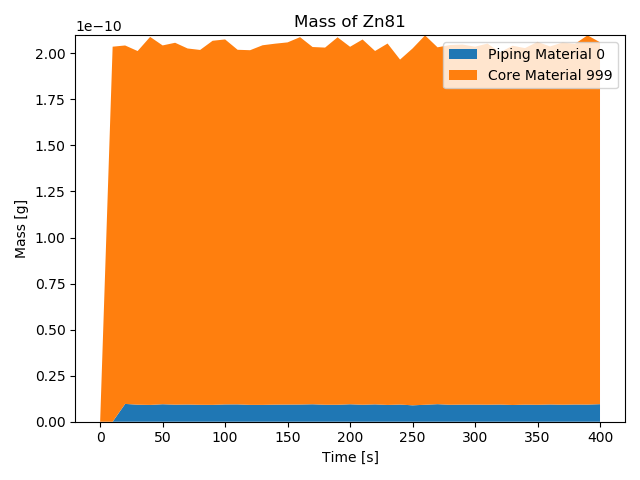 Mass of Zn81
1e−10
2.00
1.75
1.50
1.25
1.00
0.75
0.50
0.25
0.00
Mass [g]
Piping Material 0
Core Material 999
0 50 100 150 200 250 300 350 400
Time [s]